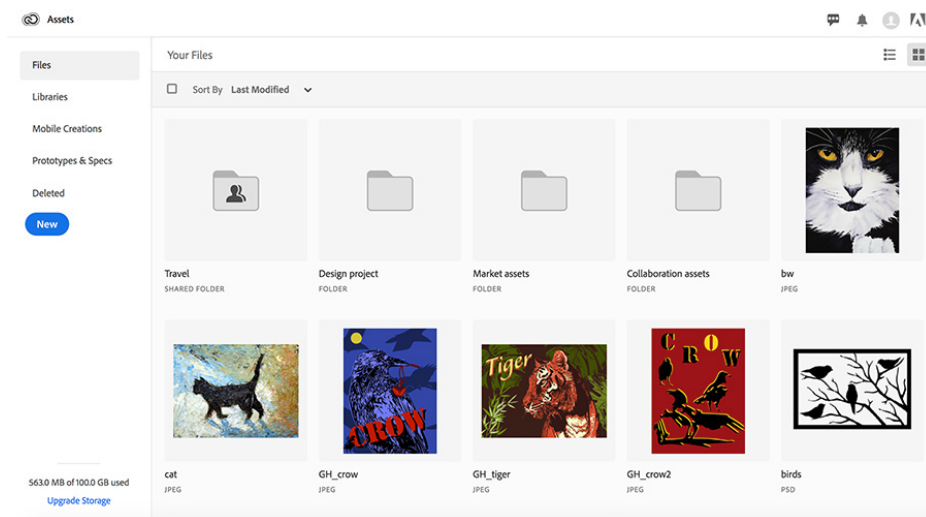 Assets
Files
Libraries
Mobile Creations
Prototypes & Specs
Deleted
New
563.0 MB of 100.0 GB used
Upgrade Storage
Your Files
Sort By Last Modified
Travel
SHARED FOLDER
Design project
FOLDER
Market assets
FOLDER
Collaboration assets
FOLDER
bw
JPEG
CROW
Tiger
CROW
cat
JPEG
GH_crow
JPEG
GH_tiger
JPEG
GH_crow2
JPEG
birds
PSD